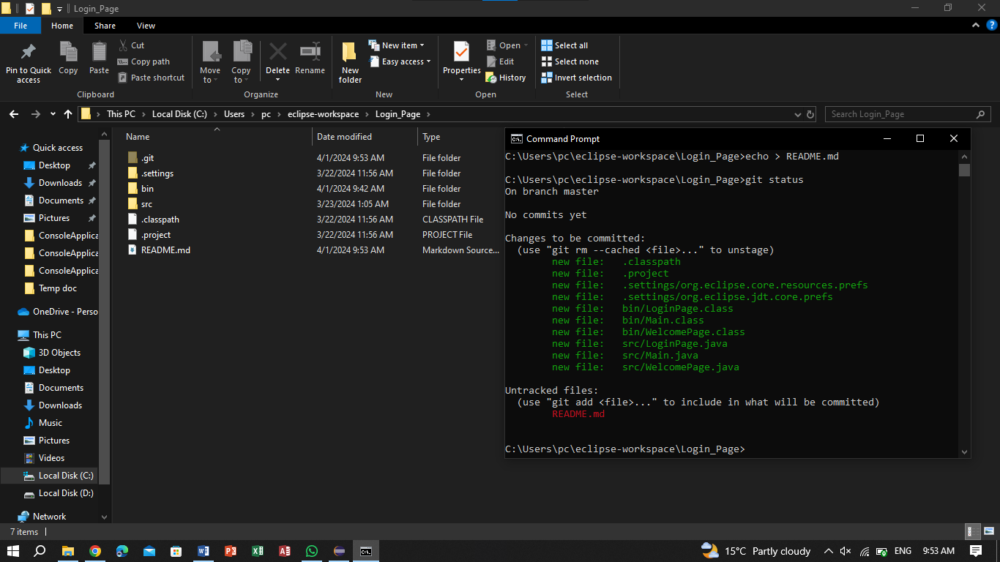 Login_Page
File Home Share View
Pin to Quick access
Copy
Paste
Cut
Copy path
Paste shortcut
Clipboard
Move to
Copy to
Delete
Rename
Organize
New folder
New item
Easy access
New
Properties
Open
Edit
History
Open
Select all
Select none
Invert selection
Select
This PC > Local Disk (C:) > Users > pc > eclipse-workspace > Login_Page >
Search Login_Page
Quick access
Desktop
Downloads
Documents
Pictures
ConsoleApplica
ConsoleApplica
ConsoleApplica
Temp doc
OneDrive - Perso
This PC
3D Objects
Desktop
Documents
Downloads
Music
Pictures
Videos
Local Disk (C:)
Local Disk (D:)
Network
Name Date modified Type
.git 4/1/2024 9:53 AM File folder
.settings 3/22/2024 11:56 AM File folder
bin 4/1/2024 9:42 AM File folder
src 3/23/2024 1:05 AM File folder
.classpath 3/22/2024 11:56 AM CLASSPATH File
.project 3/22/2024 11:56 AM PROJECT File
README.md 4/1/2024 9:53 AM Markdown Source...
Command Prompt
C:\Users\pc\eclipse-workspace\Login_Page>echo > README.md
C:\Users\pc\eclipse-workspace\Login_Page>git status
On branch master
No commits yet
Changes to be committed:
(use "git rm --cached <file>..." to unstage)
new file: .classpath
new file: .project
new file: .settings/org.eclipse.core.resources.prefs
new file: .settings/org.eclipse.jdt.core.prefs
new file: bin/LoginPage.class
new file: bin/Main.class
new file: bin/WelcomePage.class
new file: src/LoginPage.java
new file: src/Main.java
new file: src/WelcomePage.java
Untracked files:
(use "git add <file>..." to include in what will be committed)
README.md
C:\Users\pc\eclipse-workspace\Login_Page>
7 items
15°C Partly cloudy
ENG
9:53 AM